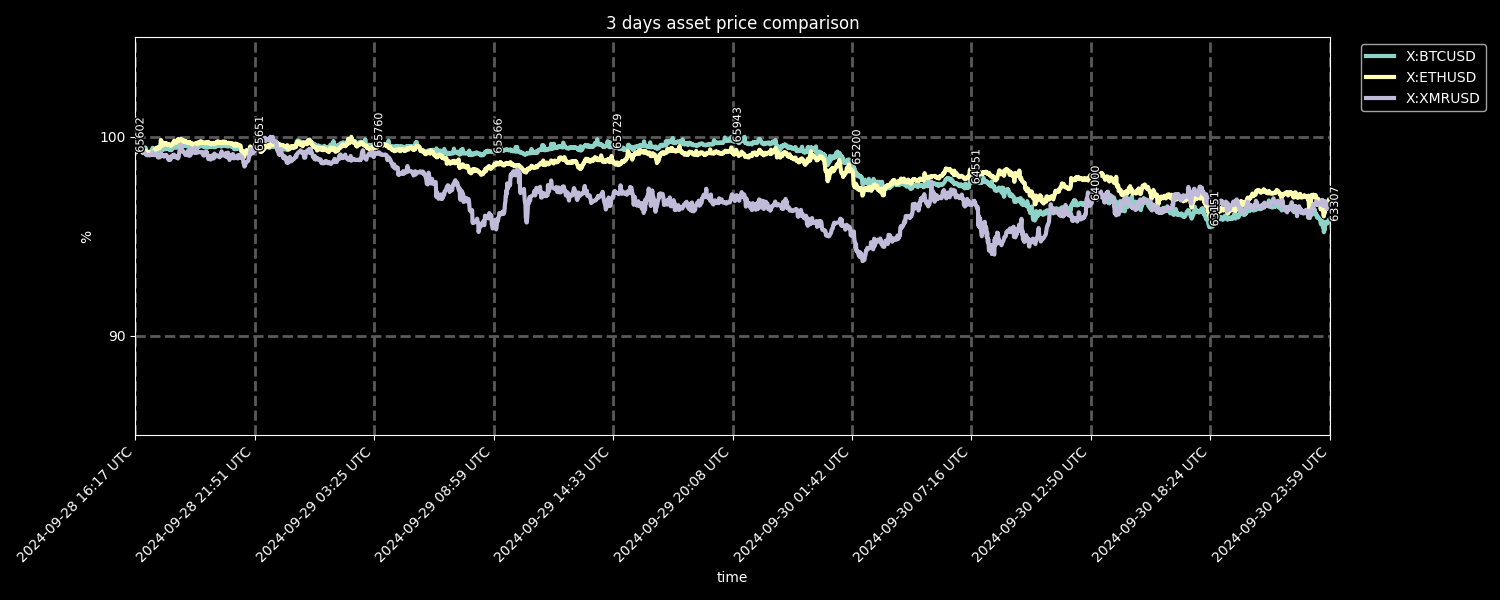 3 days asset price comparison
X:BTCUSD
X:ETHUSD
X:XMRUSD
65602
65651
65760
65566
65729
65943
65200
64551
64000
63151
63307
100
90
%
2024-09-28 16:17 UTC
2024-09-28 21:51 UTC
2024-09-29 03:25 UTC
2024-09-29 08:59 UTC
2024-09-29 14:33 UTC
2024-09-29 20:08 UTC
2024-09-30 01:42 UTC
2024-09-30 07:16 UTC
2024-09-30 12:50 UTC
2024-09-30 18:24 UTC
2024-09-30 23:59 UTC
time